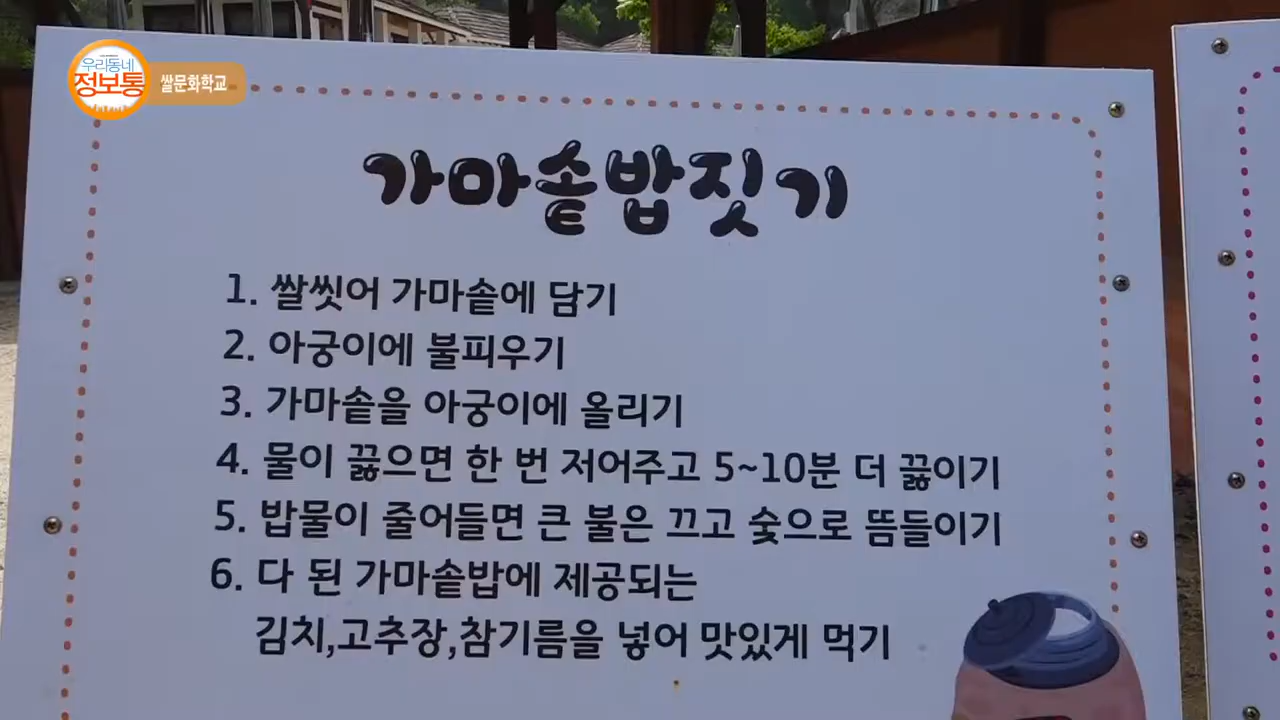 우리동네
정보통
쌀문화학교
가마솥밥짓기
1. 쌀씻어 가마솥에 담기
2. 아궁이에 불피우기
3. 가마솥을 아궁이에 올리기
4. 물이 끓으면 한 번 저어주고 5~10분 더 끓이기
5. 밥물이 줄어들면 큰 불은 끄고 숯으로 뜸들이기
6. 다 된 가마솥밥에 제공되는
김치,고추장,참기름을 넣어 맛있게 먹기